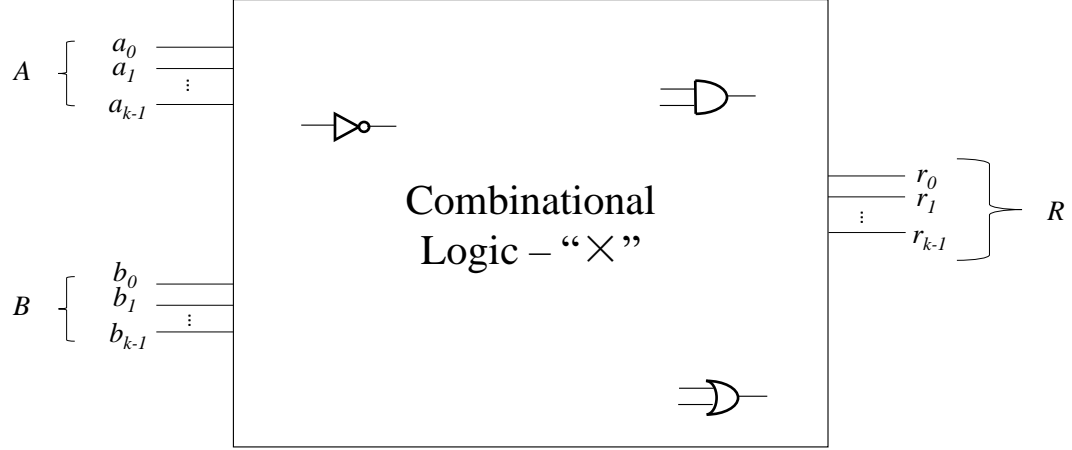 A
a₀
a₁
⋮
aₖ₋₁
B
b₀
b₁
⋮
bₖ₋₁
Combinational
Logic – “×”
r₀
r₁
⋮
rₖ₋₁
R